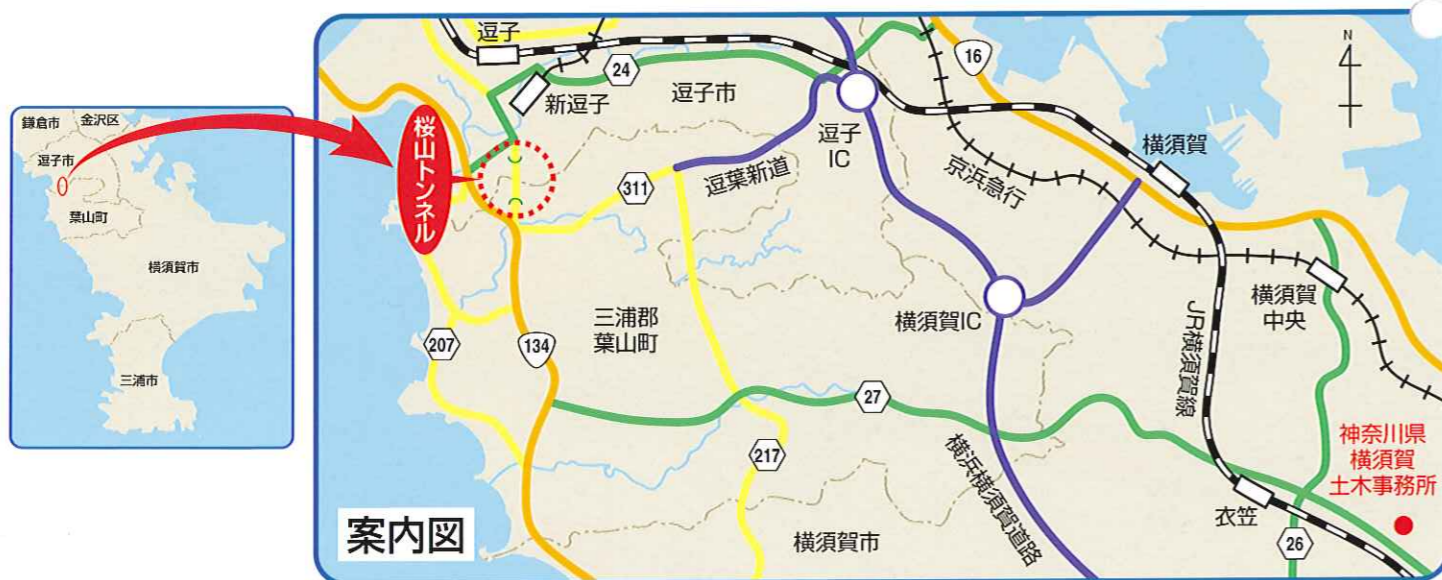 鎌倉市
金沢区
逗子市
葉山町
横須賀市
三浦市
桜山トンネル
逗子
新逗子
24
逗子市
逗子
IC
16
N
横須賀
京浜急行
逗葉新道
311
三浦郡
葉山町
横須賀IC
横須賀
中央
JR横須賀線
207
134
27
217
横浜横須賀道路
神奈川県
横須賀
土木事務所
衣笠
26
横須賀市
案内図